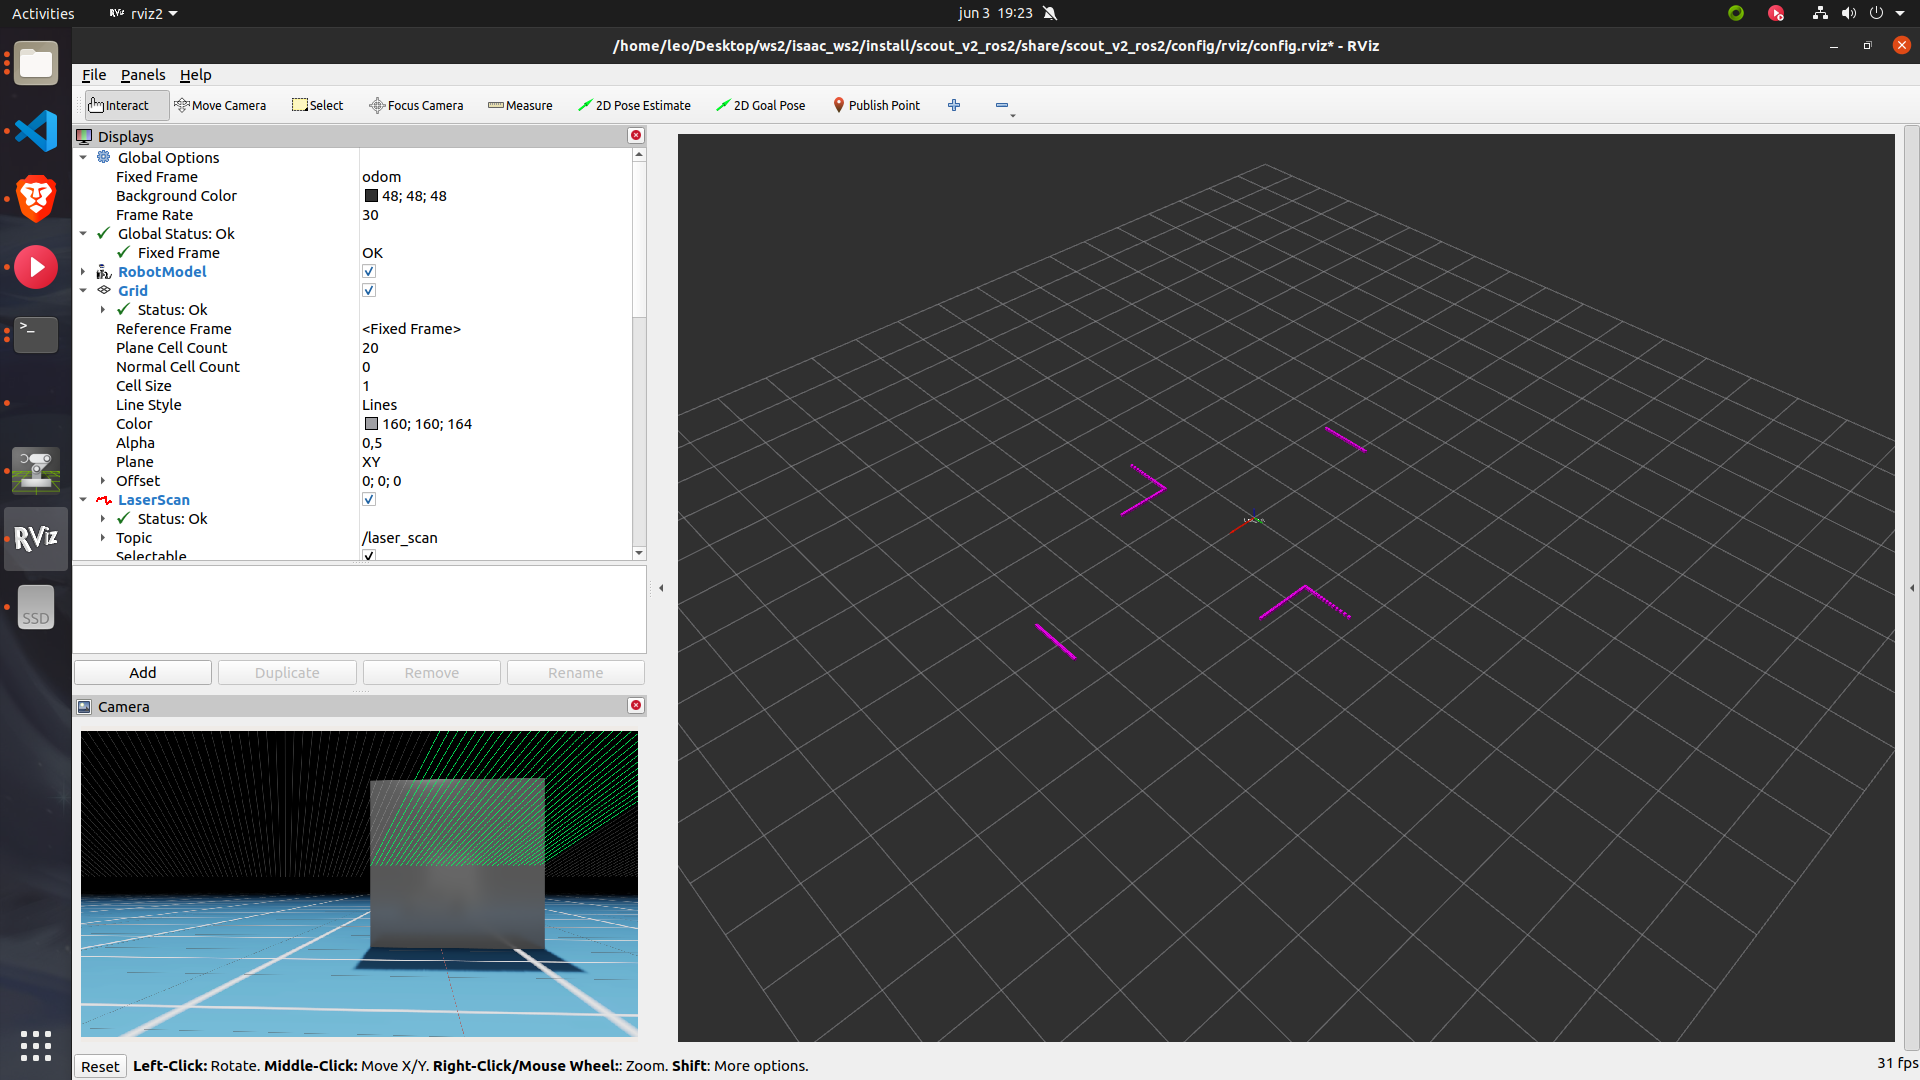 Activities
RViz rviz2
jun 3 19:23
/home/leo/Desktop/ws2/isaac_ws2/install/scout_v2_ros2/share/scout_v2_ros2/config/rviz/config.rviz* - RViz
File Panels Help
Interact Move Camera Select Focus Camera Measure 2D Pose Estimate 2D Goal Pose Publish Point
Displays
Global Options
Fixed Frame odom
Background Color 48; 48; 48
Frame Rate 30
Global Status: Ok
Fixed Frame OK
RobotModel
Grid
Status: Ok
Reference Frame <Fixed Frame>
Plane Cell Count 20
Normal Cell Count 0
Cell Size 1
Line Style Lines
Color 160; 160; 164
Alpha 0,5
Plane XY
Offset 0; 0; 0
LaserScan
Status: Ok
Topic /laser_scan
Selectable
RViz
SSD
Add Duplicate Remove Rename
Camera
Reset Left-Click: Rotate. Middle-Click: Move X/Y. Right-Click/Mouse Wheel:: Zoom. Shift: More options.
31 fps